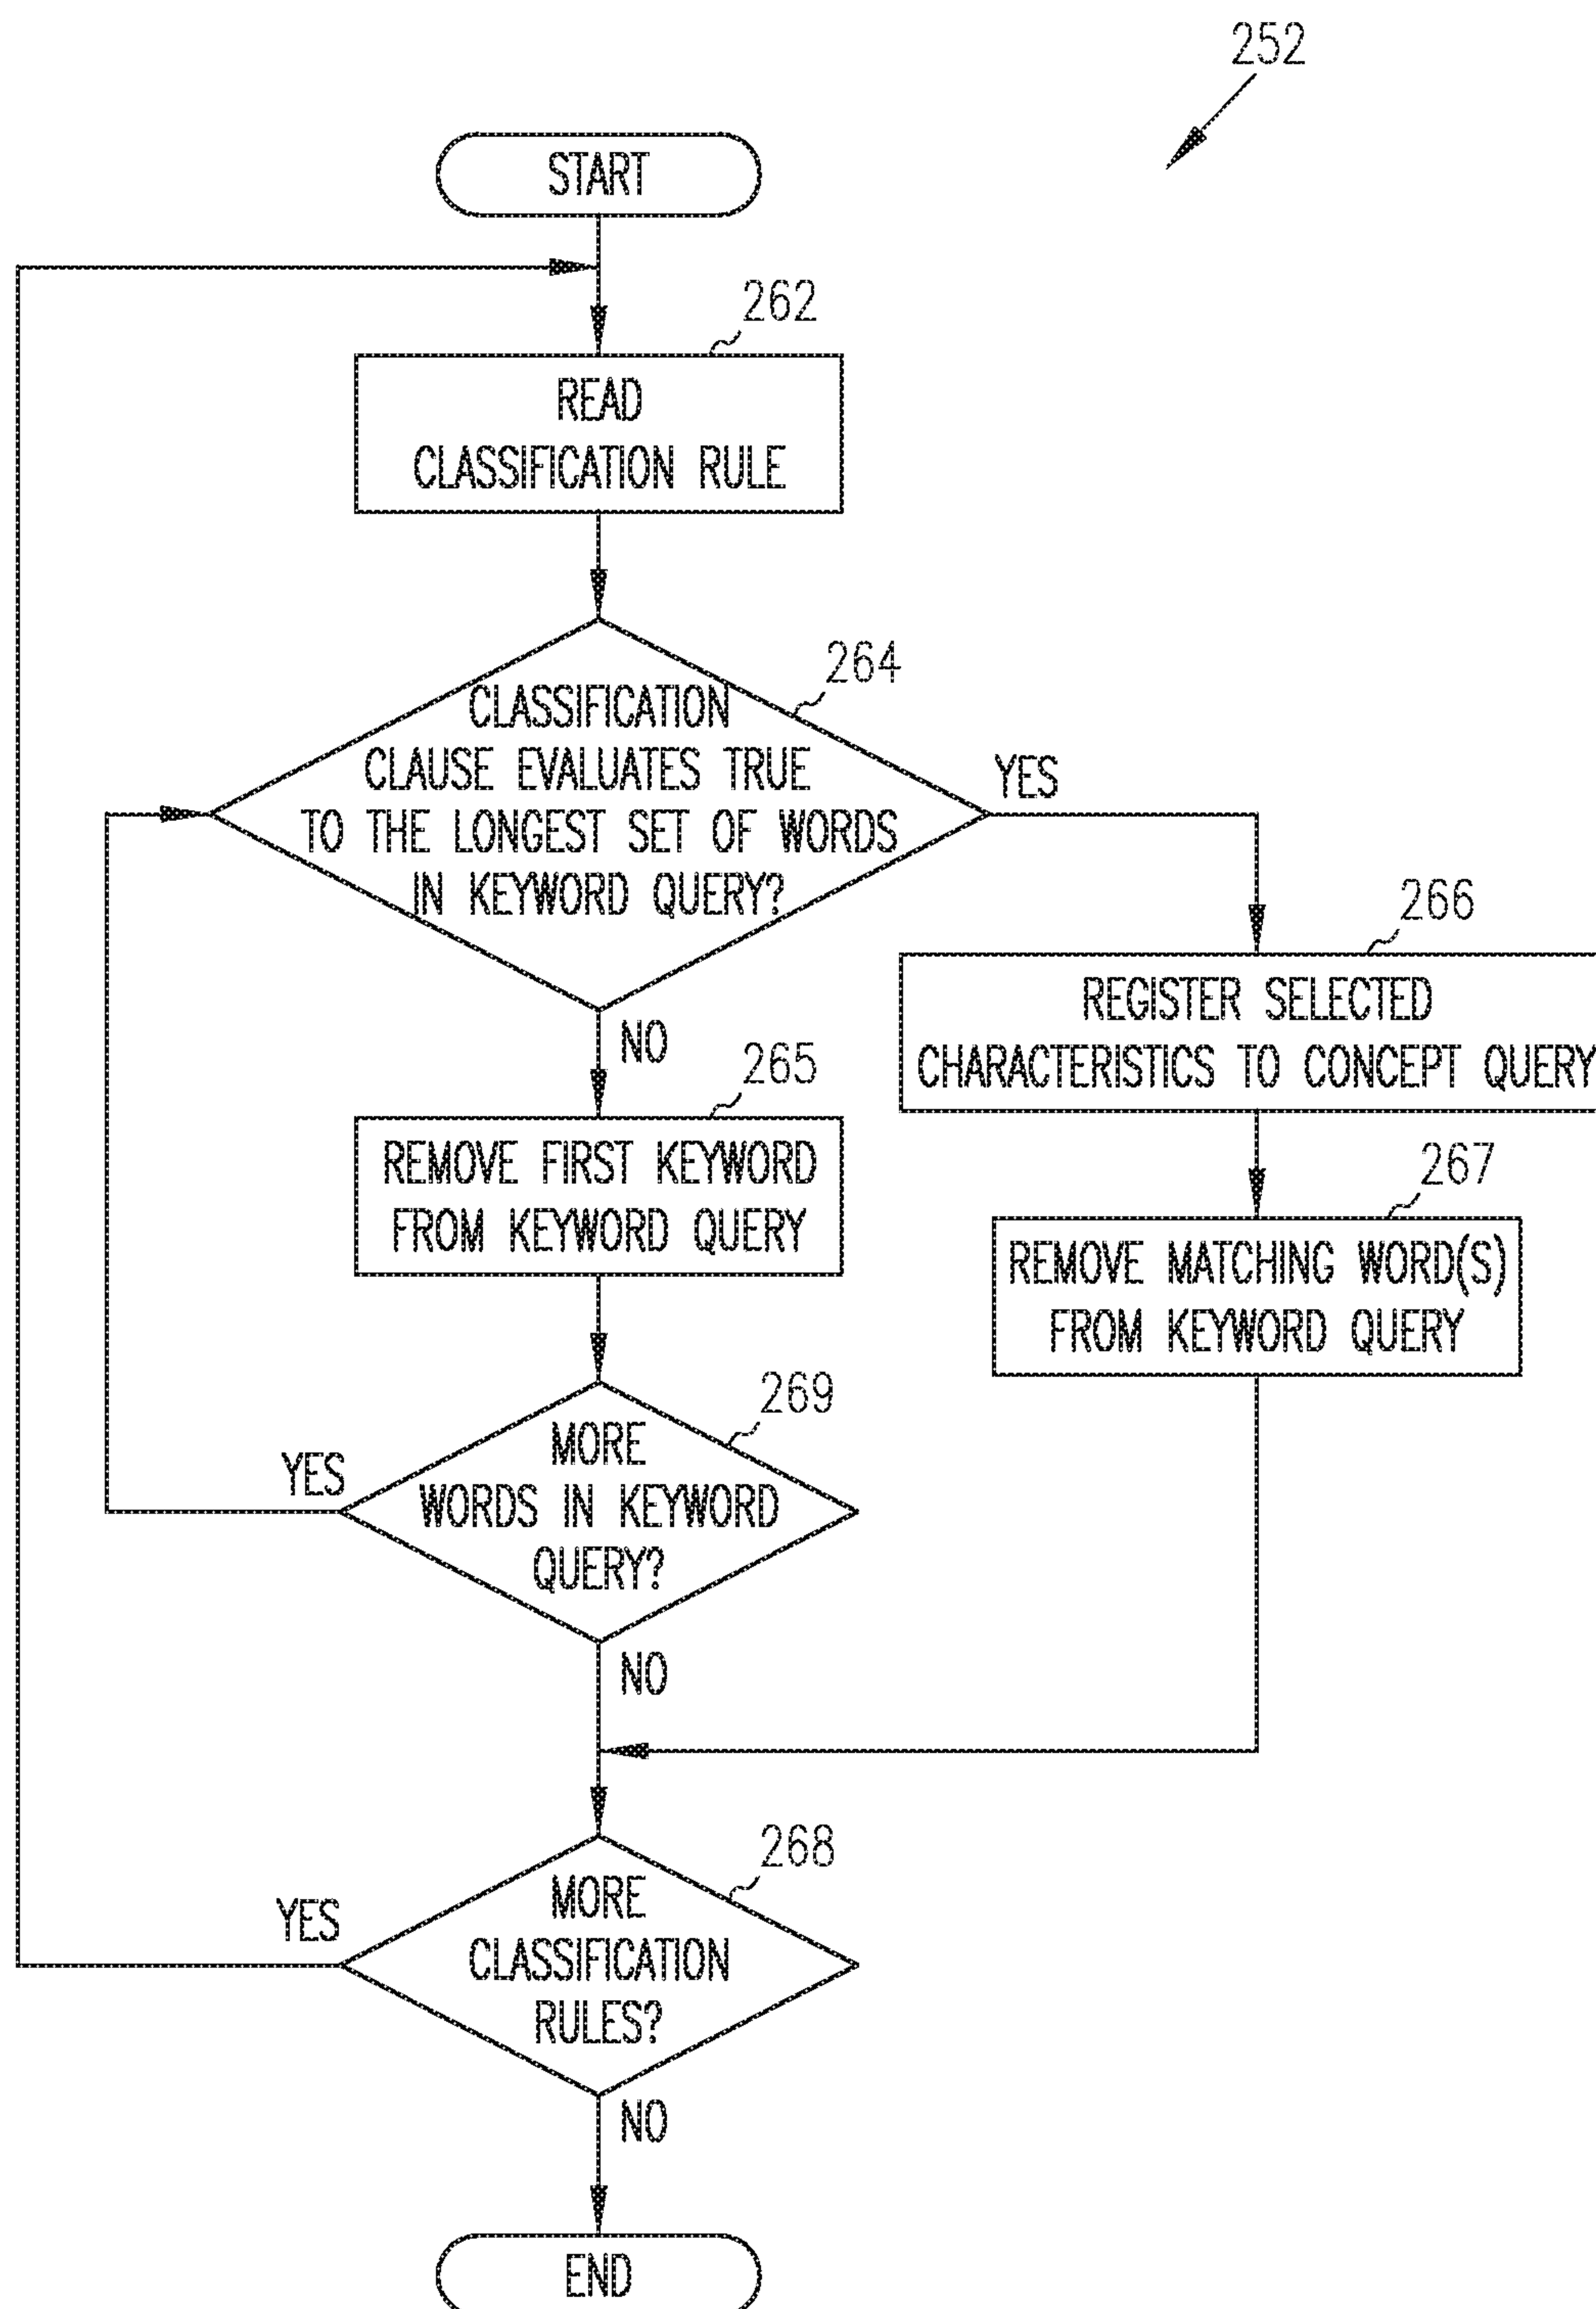 252
START
262
READ
CLASSIFICATION RULE
264
CLASSIFICATION
CLAUSE EVALUATES TRUE
TO THE LONGEST SET OF WORDS
IN KEYWORD QUERY?
YES
NO
266
REGISTER SELECTED
CHARACTERISTICS TO CONCEPT QUERY
265
REMOVE FIRST KEYWORD
FROM KEYWORD QUERY
267
REMOVE MATCHING WORD(S)
FROM KEYWORD QUERY
269
MORE
WORDS IN KEYWORD
QUERY?
YES
NO
268
MORE
CLASSIFICATION
RULES?
YES
NO
END